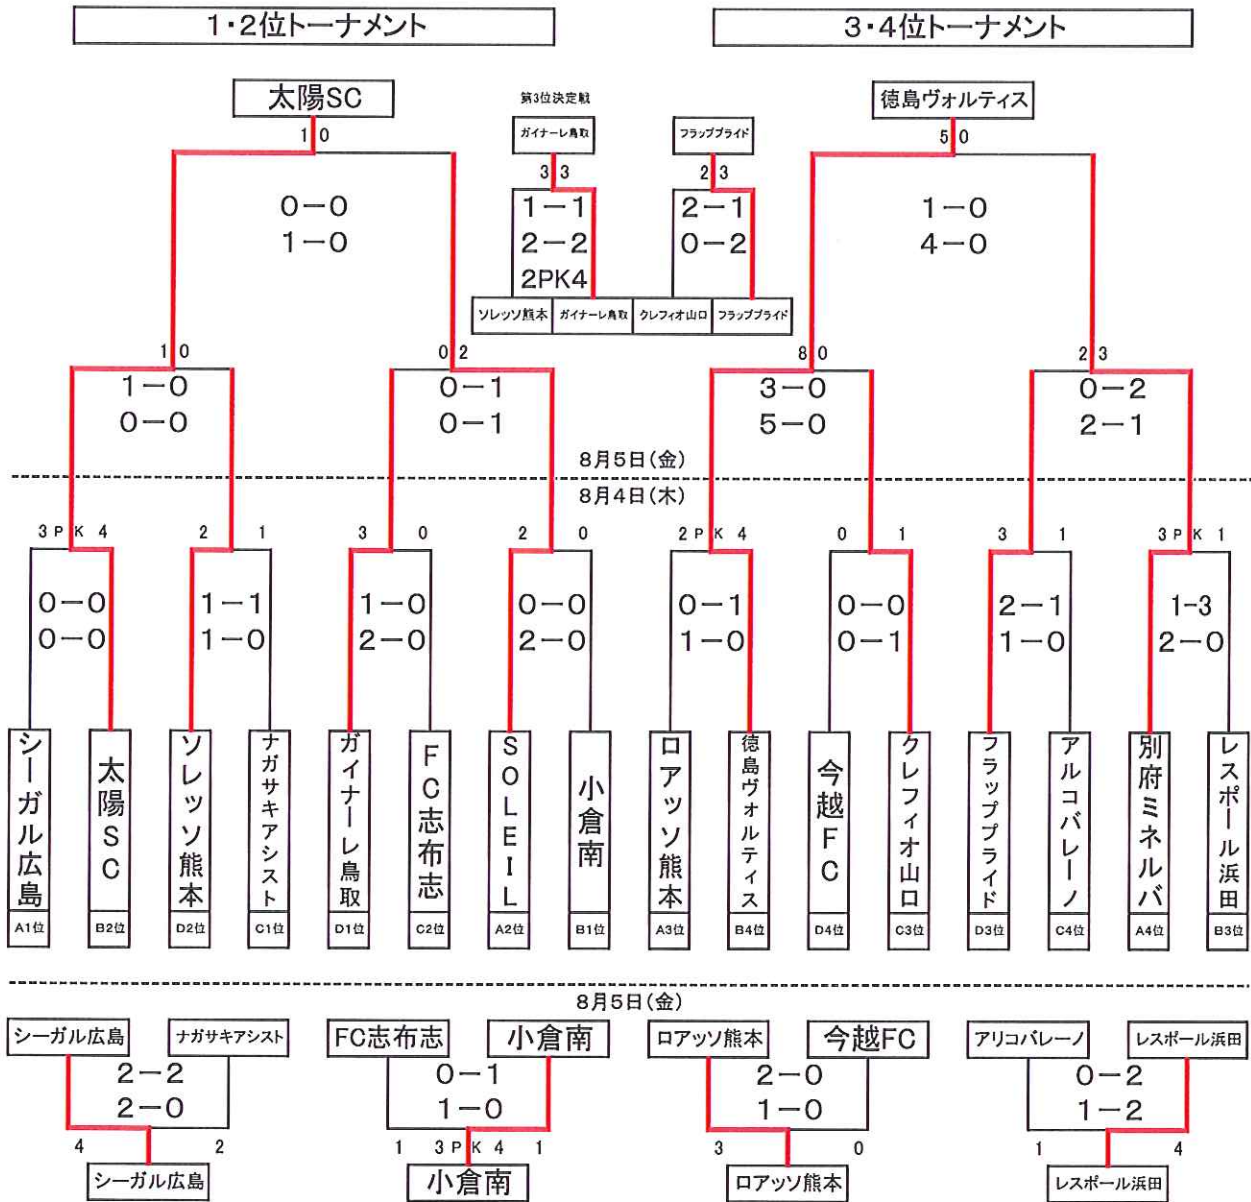 1・2位トーナメント
3・4位トーナメント
太陽SC
第3位決定戦
徳島ヴォルティス
1 0
ガイナーレ鳥取
フラッププライド
5 0
3 3
2 3
0-0
1-0
1-1
2-2
2PK4
2-1
0-2
1-0
4-0
ソレッソ熊本
ガイナーレ鳥取
クレフィオ山口
フラッププライド
1 0
0 2
8 0
2 3
1-0
0-0
0-1
0-1
3-0
5-0
0-2
2-1
8月5日(金)
8月4日(木)
3 P K 4
2 1
3 0
2 0
2 P K 4
0 1
3 1
3 P K 1
0-0
0-0
1-1
1-0
1-0
2-0
0-0
2-0
0-1
1-0
0-0
0-1
2-1
1-0
1-3
2-0
シーガル広島
太陽SC
ソレッソ熊本
ナガサキアシスト
ガイナーレ鳥取
FC志布志
SOLEIL
小倉南
ロアッソ熊本
徳島ヴォルティス
今越FC
クレフィオ山口
フラッププライド
アルコバレーノ
別府ミネルバ
レスポール浜田
A1位
B2位
D2位
C1位
D1位
C2位
A2位
B1位
A3位
B4位
D4位
C3位
D3位
C4位
A4位
B3位
8月5日(金)
シーガル広島
ナガサキアシスト
FC志布志
小倉南
ロアッソ熊本
今越FC
アリコバレーノ
レスポール浜田
2-2
2-0
0-1
1-0
2-0
1-0
0-2
1-2
4 2
1 3 P K 4 1
3 0
1 4
シーガル広島
小倉南
ロアッソ熊本
レスポール浜田